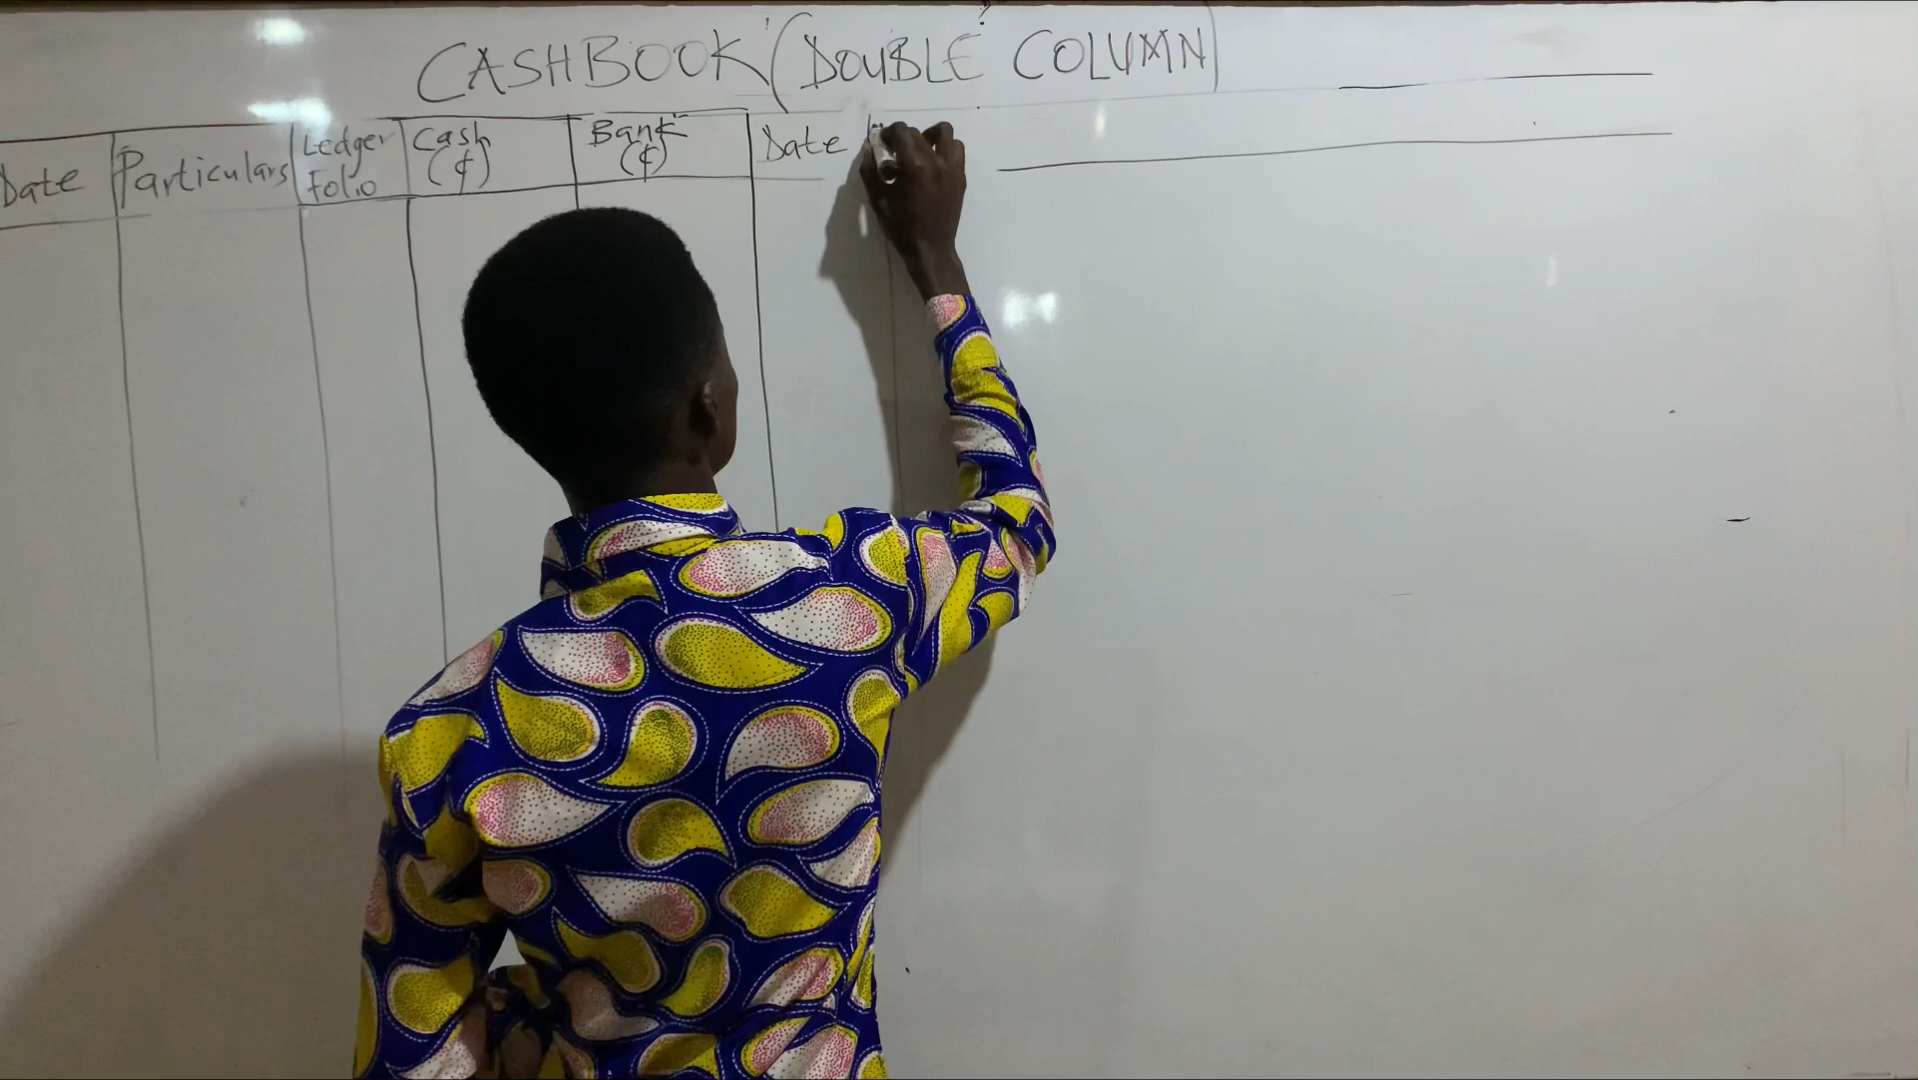 CASHBOOK (DOUBLE COLUMN)
Date Particulars Ledger Folio Cash (¢) Bank (¢) Date